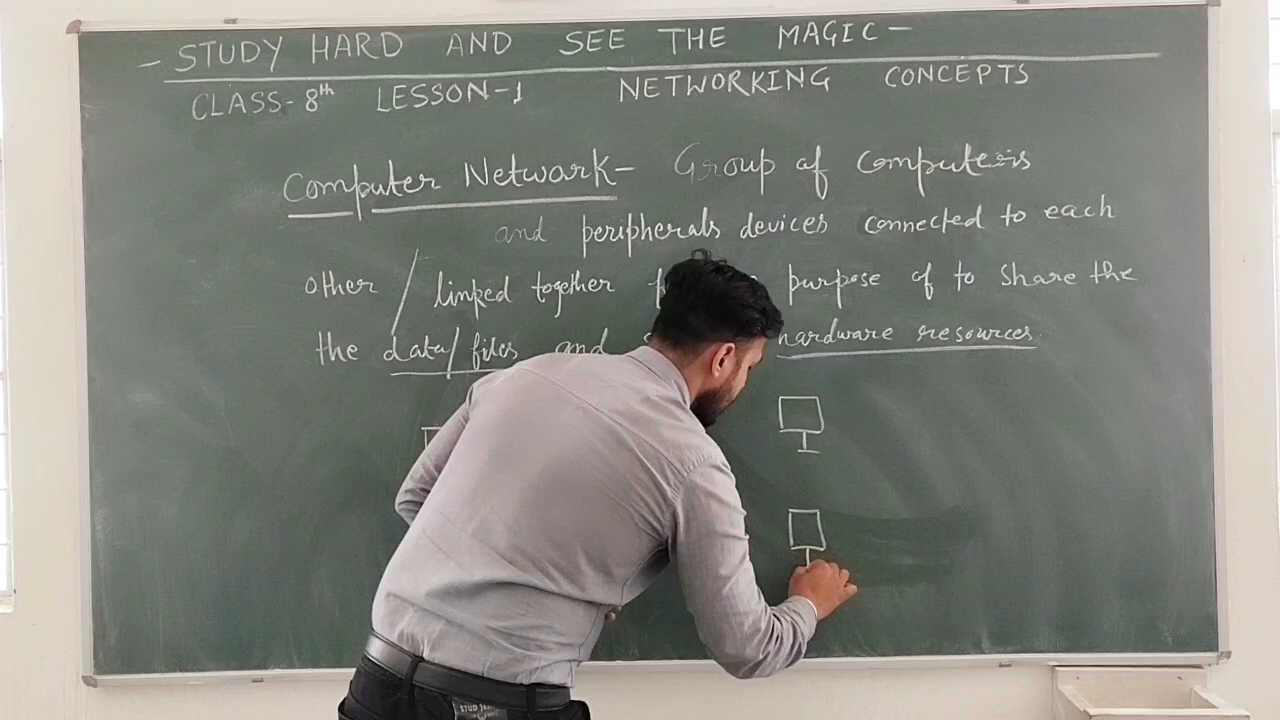 - STUDY HARD AND SEE THE MAGIC -
CLASS-8th LESSON-1 NETWORKING CONCEPTS
Computer Network- Group of Computers
and peripherals devices connected to each
other / linked together purpose of to share the
the data/files and hardware resources.